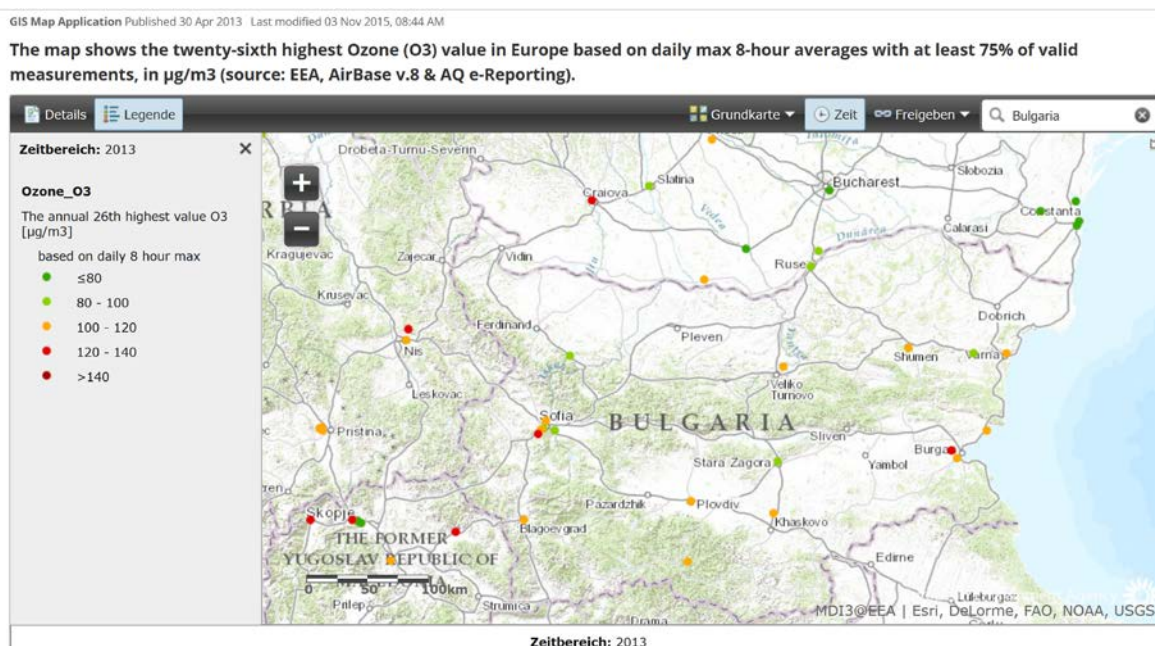 GIS Map Application Published 30 Apr 2013 Last modified 03 Nov 2015, 08:44 AM
The map shows the twenty-sixth highest Ozone (O3) value in Europe based on daily max 8-hour averages with at least 75% of valid
measurements, in µg/m3 (source: EEA, AirBase v.8 & AQ e-Reporting).
Details Legende Grundkarte Zeit Freigeben Bulgaria
Zeitbereich: 2013
Ozone_O3
The annual 26th highest value O3
[µg/m3]
based on daily 8 hour max
≤80
80 - 100
100 - 120
120 - 140
>140
Drobeta-Turnu-Severin
Slobozia
Slatina
Bucharest
Craiova
Constanta
Vedea
Calarasi
Dunărea
Kragujevac
Zajecar
Vidin
Jiu
Ruse
Krusevac
Dobrich
Ferdinand
Pleven
Nis
Shumen
Varna
Veliko
Turnovo
Leskovac
Sofia
BULGARIA
Pristina
Sliven
Burgas
Stara Zagora
Yambol
Pazardzhik
Plovdiv
Skopje
Blagoevgrad
Khaskovo
THE FORMER
YUGOSLAV REPUBLIC OF
Edirne
0 50 100km
Prilep
Strumica
Luleburgaz
MDI3@EEA | Esri, DeLorme, FAO, NOAA, USGS
Drama
Zeitbereich: 2013